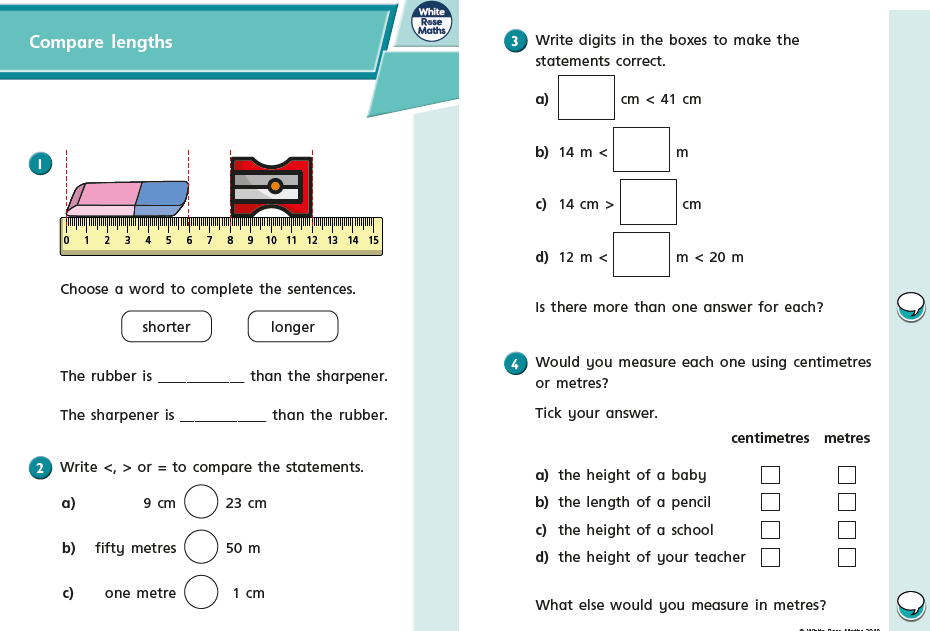 Compare lengths
White
Rose
Maths
1
0 1 2 3 4 5 6 7 8 9 10 11 12 13 14 15
Choose a word to complete the sentences.
shorter longer
The rubber is ____________ than the sharpener.
The sharpener is ____________ than the rubber.
2 Write <, > or = to compare the statements.
a) 9 cm 23 cm
b) fifty metres 50 m
c) one metre 1 cm
3 Write digits in the boxes to make the
statements correct.
a) cm < 41 cm
b) 14 m < m
c) 14 cm > cm
d) 12 m < m < 20 m
Is there more than one answer for each?
4 Would you measure each one using centimetres
or metres?
Tick your answer.
centimetres metres
a) the height of a baby
b) the length of a pencil
c) the height of a school
d) the height of your teacher
What else would you measure in metres?